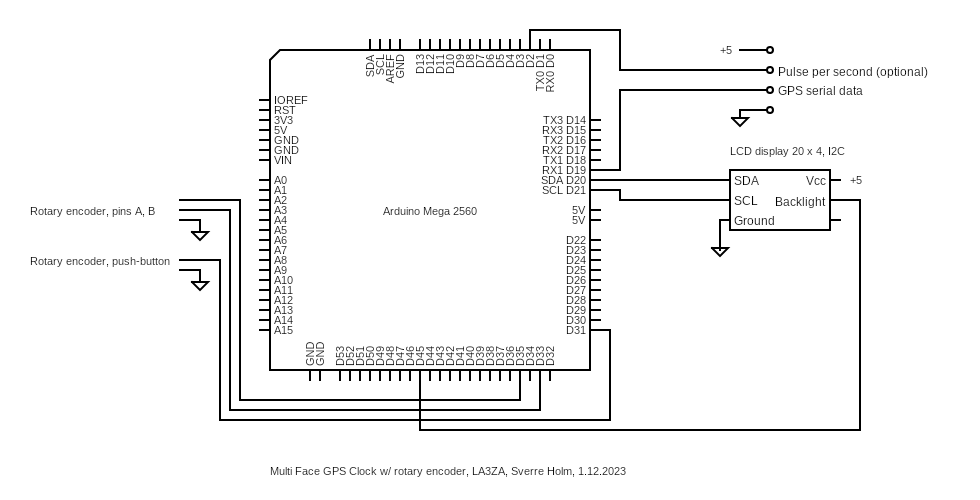 SDA
SCL
AREF
GND
D13
D12
D11
D10
D9
D8
D7
D6
D5
D4
D3
D2
TX0 D1
RX0 D0
+5
Pulse per second (optional)
GPS serial data
IOREF
RST
3V3
5V
GND
GND
VIN
A0
A1
A2
A3
A4
A5
A6
A7
A8
A9
A10
A11
A12
A13
A14
A15
Rotary encoder, pins A, B
Rotary encoder, push-button
Arduino Mega 2560
TX3 D14
RX3 D15
TX2 D16
RX2 D17
TX1 D18
RX1 D19
SDA D20
SCL D21
5V
5V
D22
D23
D24
D25
D26
D27
D28
D29
D30
D31
LCD display 20 x 4, I2C
SDA
Vcc
+5
SCL
Backlight
Ground
GND
GND
D53
D52
D51
D50
D49
D48
D47
D46
D45
D44
D43
D42
D41
D40
D39
D38
D37
D36
D35
D34
D33
D32
Multi Face GPS Clock w/ rotary encoder, LA3ZA, Sverre Holm, 1.12.2023